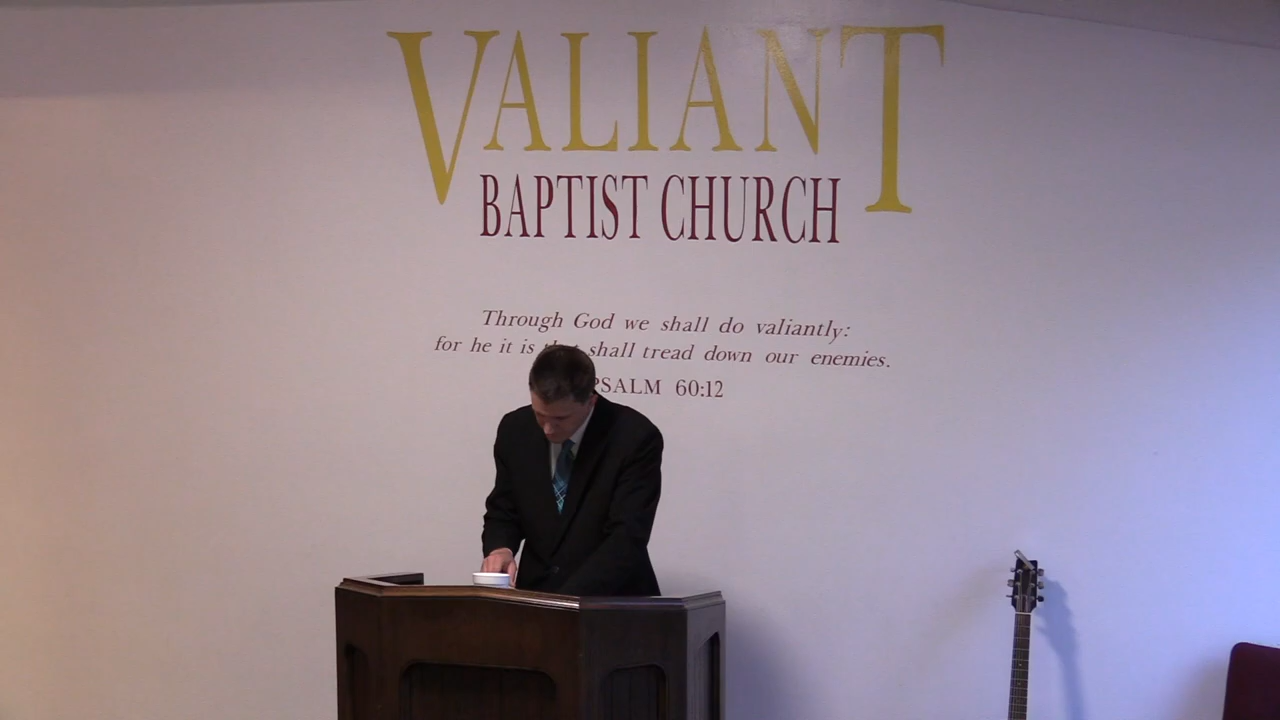 VALIANT
BAPTIST CHURCH
Through God we shall do valiantly:
for he it is that shall tread down our enemies.
PSALM 60:12